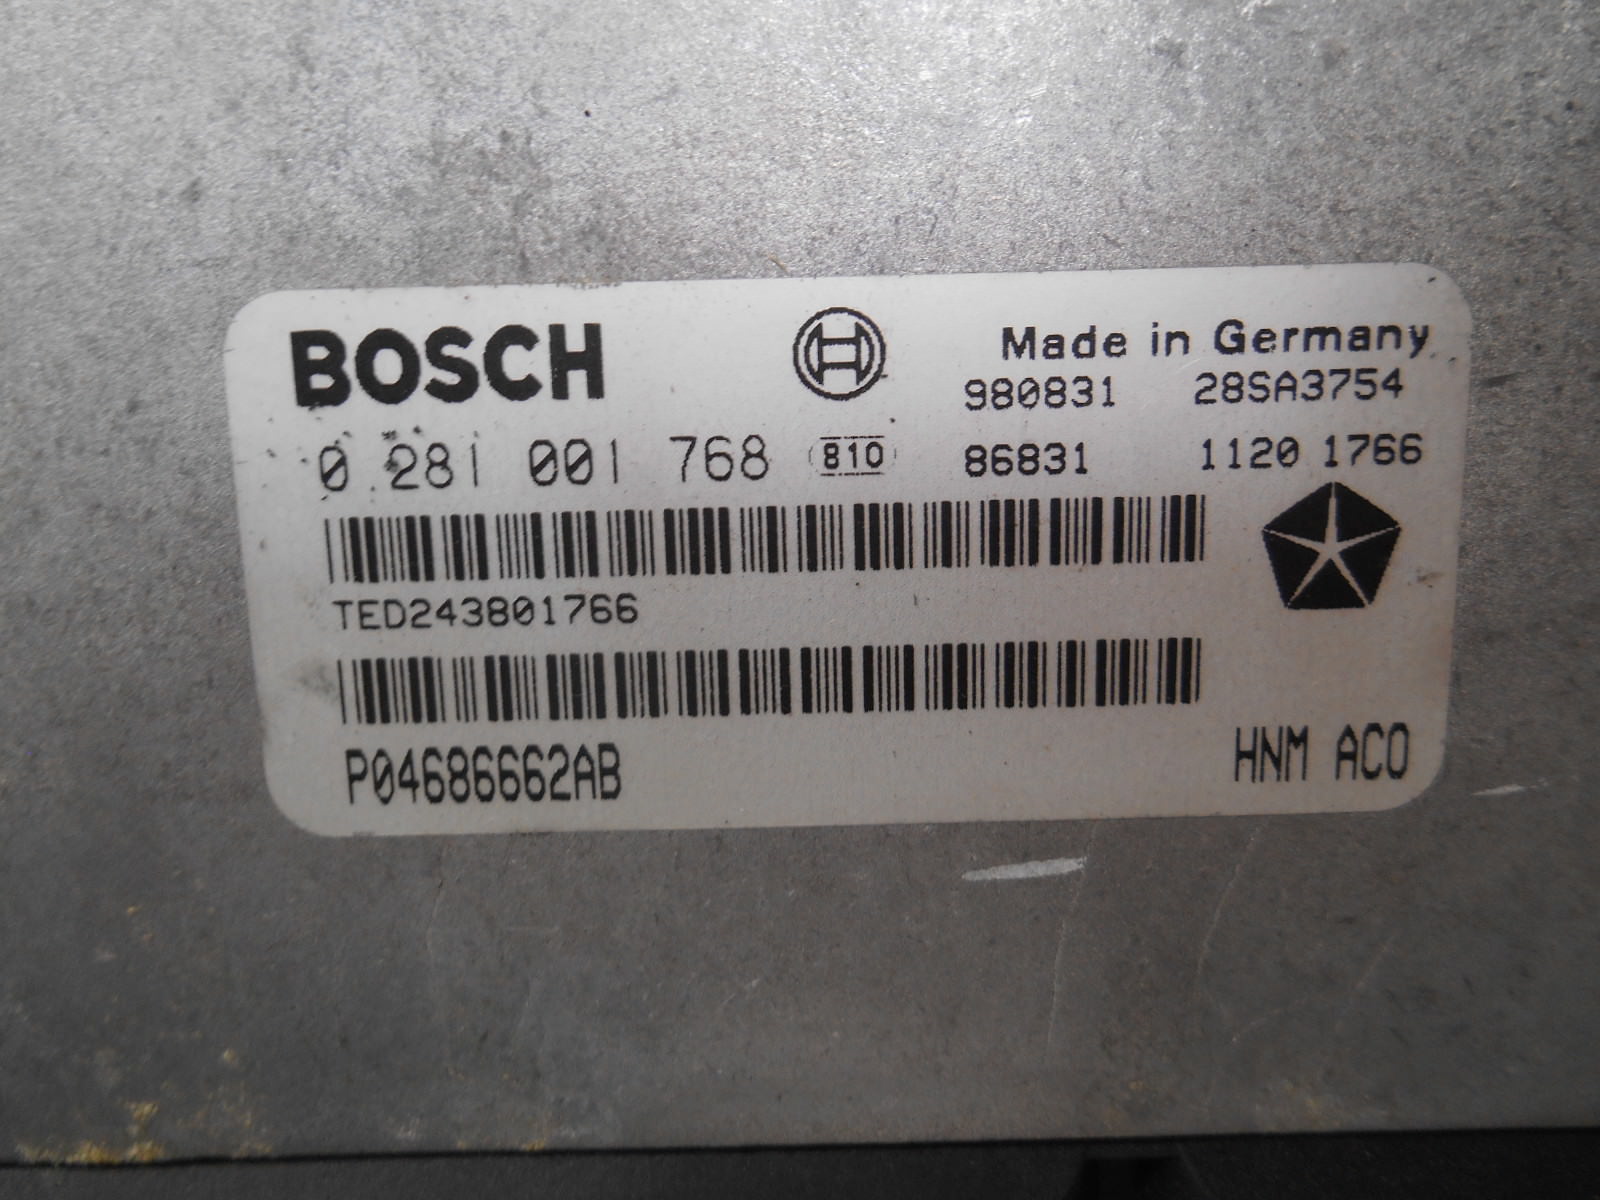 BOSCH
Made in Germany
980831 28SA3754
0 281 001 768 810 86831 1120 1766
TED243801766
P04686662AB HNM ACO